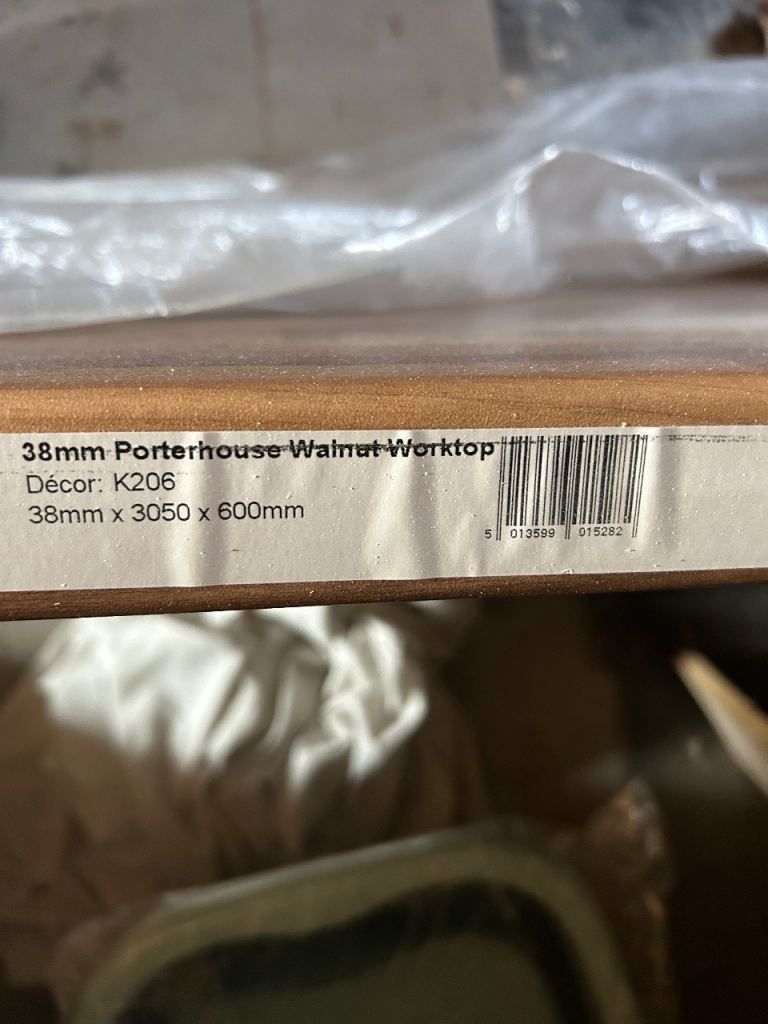 38mm Porterhouse Walnut Worktop
Décor: K206
38mm x 3050 x 600mm
5 013599 015282